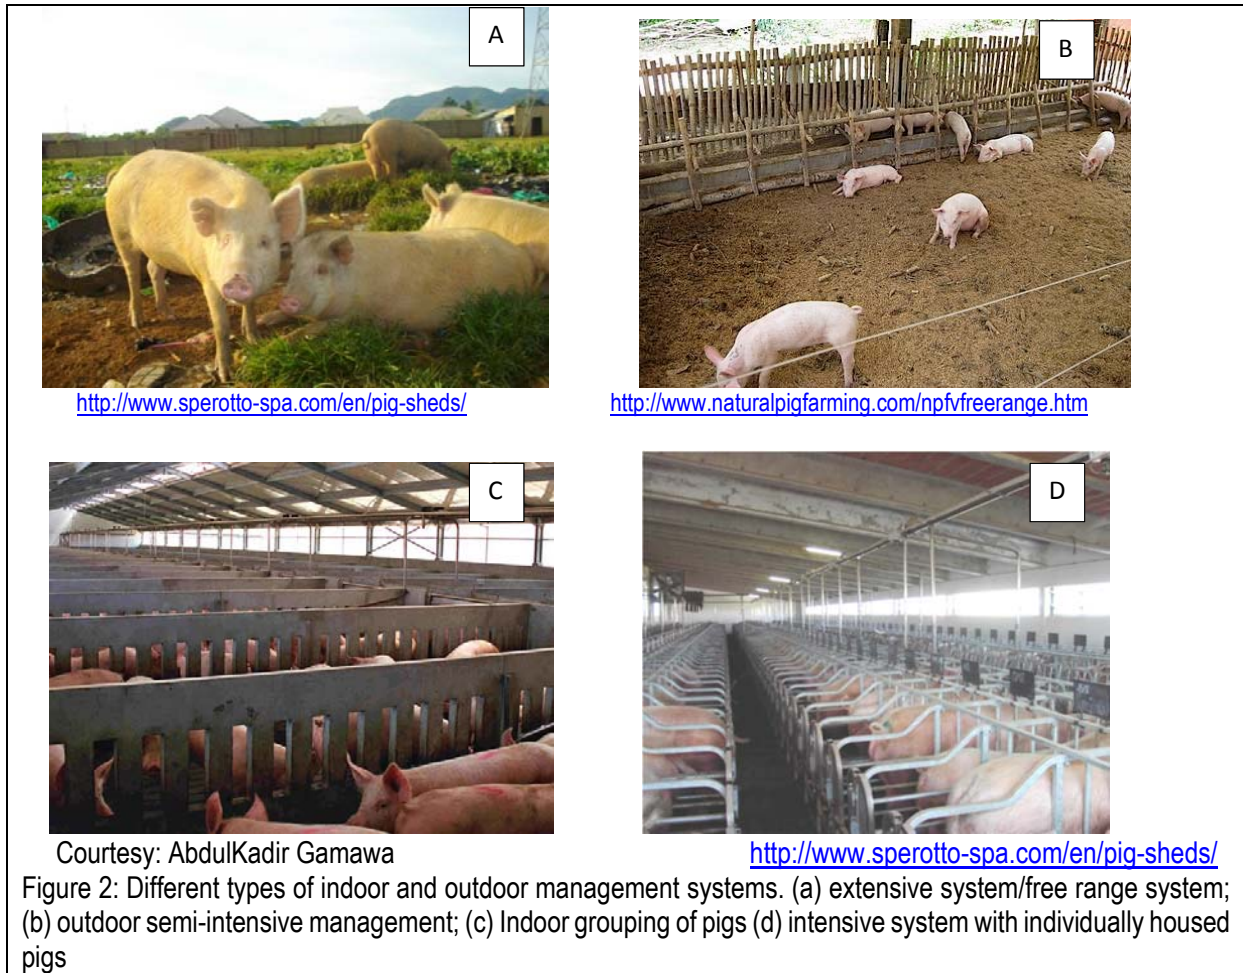 A
B
http://www.sperotto-spa.com/en/pig-sheds/
http://www.naturalpigfarming.com/npfvfreerange.htm
C
D
Courtesy: AbdulKadir Gamawa
http://www.sperotto-spa.com/en/pig-sheds/
Figure 2: Different types of indoor and outdoor management systems. (a) extensive system/free range system;
(b) outdoor semi-intensive management; (c) Indoor grouping of pigs (d) intensive system with individually housed
pigs